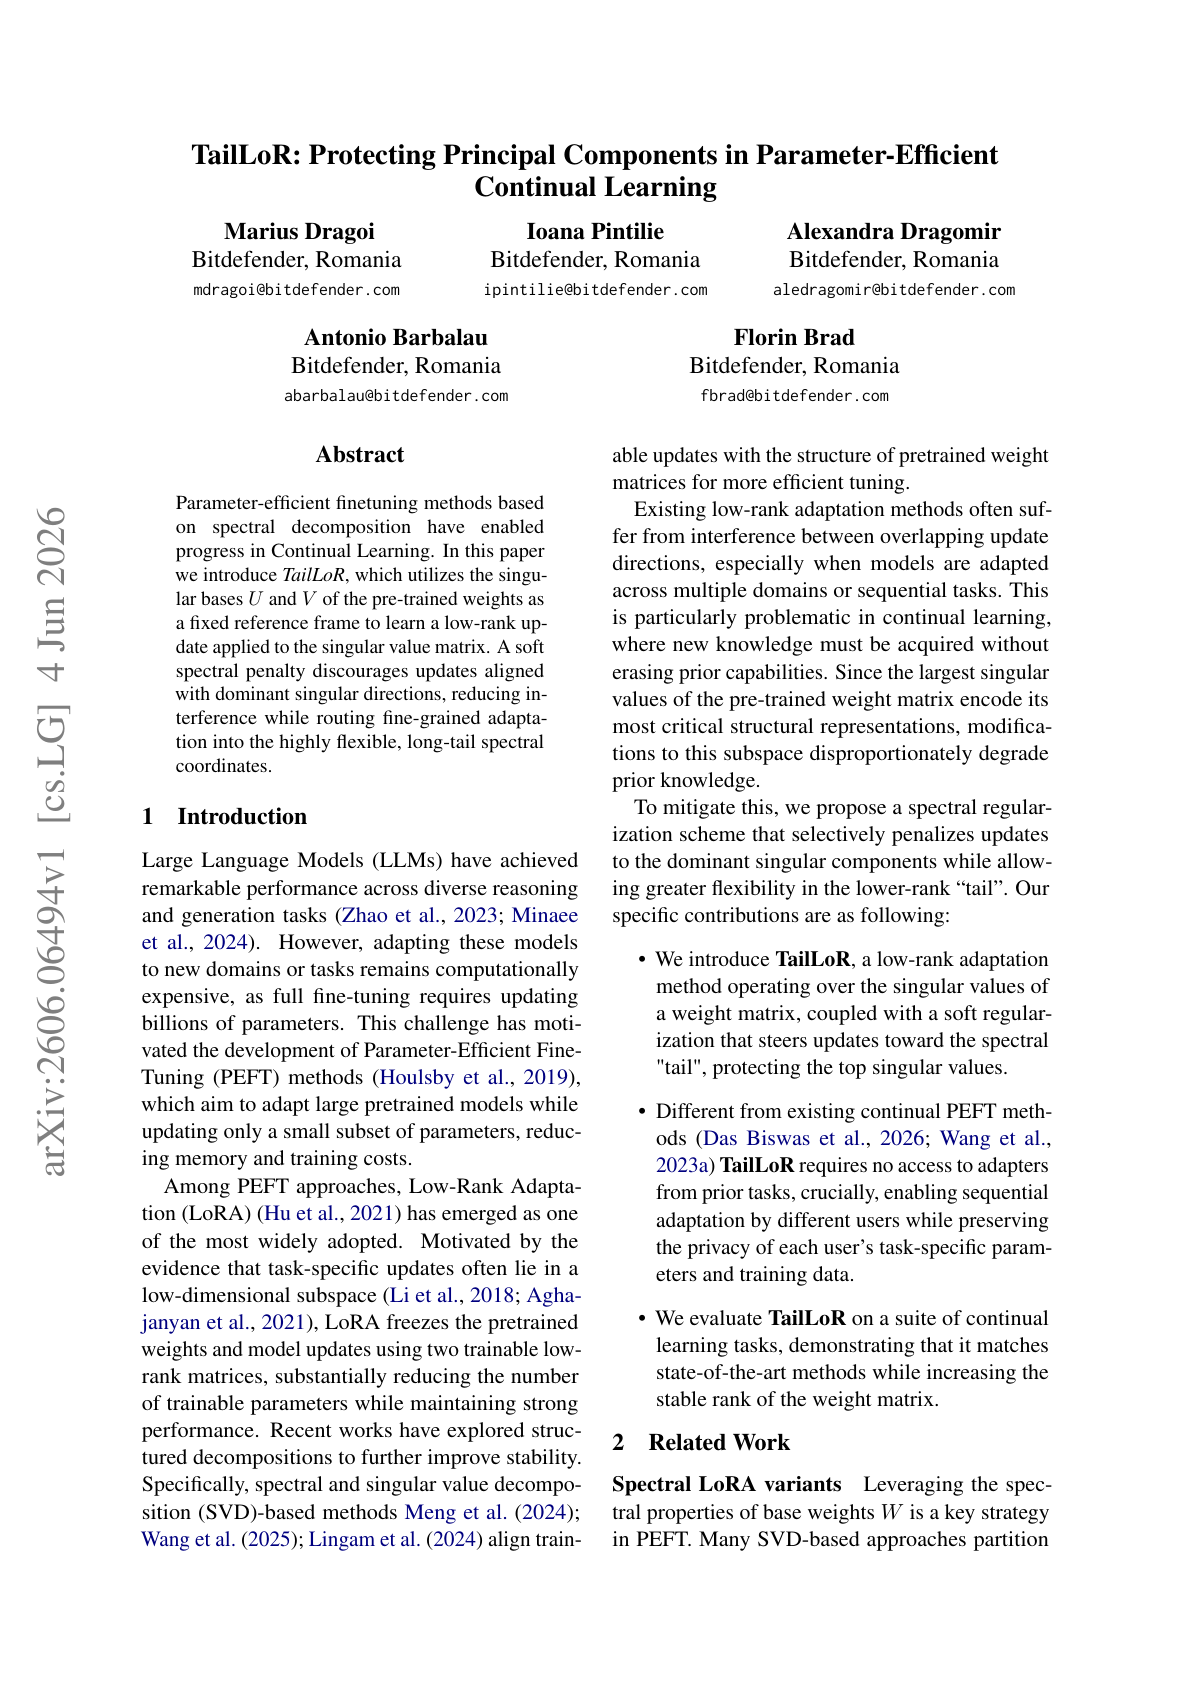 TailLoR: Protecting Principal Components in Parameter-Efficient
Continual Learning
Marius Dragoi
Bitdefender, Romania
mdragoi@bitdefender.com
Ioana Pintilie
Bitdefender, Romania
ipintilie@bitdefender.com
Alexandra Dragomir
Bitdefender, Romania
aledragomir@bitdefender.com
Antonio Barbalau
Bitdefender, Romania
abarbalau@bitdefender.com
Florin Brad
Bitdefender, Romania
fbrad@bitdefender.com
arXiv:2606.06494v1 [cs.LG] 4 Jun 2026
Abstract
Parameter-efficient finetuning methods based
on spectral decomposition have enabled
progress in Continual Learning. In this paper
we introduce TailLoR, which utilizes the singu-
lar bases U and V of the pre-trained weights as
a fixed reference frame to learn a low-rank up-
date applied to the singular value matrix. A soft
spectral penalty discourages updates aligned
with dominant singular directions, reducing in-
terference while routing fine-grained adapta-
tion into the highly flexible, long-tail spectral
coordinates.
1 Introduction
Large Language Models (LLMs) have achieved
remarkable performance across diverse reasoning
and generation tasks (Zhao et al., 2023; Minaee
et al., 2024). However, adapting these models
to new domains or tasks remains computationally
expensive, as full fine-tuning requires updating
billions of parameters. This challenge has moti-
vated the development of Parameter-Efficient Fine-
Tuning (PEFT) methods (Houlsby et al., 2019),
which aim to adapt large pretrained models while
updating only a small subset of parameters, reduc-
ing memory and training costs.
Among PEFT approaches, Low-Rank Adapta-
tion (LoRA) (Hu et al., 2021) has emerged as one
of the most widely adopted. Motivated by the
evidence that task-specific updates often lie in a
low-dimensional subspace (Li et al., 2018; Agha-
janyan et al., 2021), LoRA freezes the pretrained
weights and model updates using two trainable low-
rank matrices, substantially reducing the number
of trainable parameters while maintaining strong
performance. Recent works have explored struc-
tured decompositions to further improve stability.
Specifically, spectral and singular value decompo-
sition (SVD)-based methods Meng et al. (2024);
Wang et al. (2025); Lingam et al. (2024) align train-
able updates with the structure of pretrained weight
matrices for more efficient tuning.
Existing low-rank adaptation methods often suf-
fer from interference between overlapping update
directions, especially when models are adapted
across multiple domains or sequential tasks. This
is particularly problematic in continual learning,
where new knowledge must be acquired without
erasing prior capabilities. Since the largest singular
values of the pre-trained weight matrix encode its
most critical structural representations, modifica-
tions to this subspace disproportionately degrade
prior knowledge.
To mitigate this, we propose a spectral regular-
ization scheme that selectively penalizes updates
to the dominant singular components while allow-
ing greater flexibility in the lower-rank “tail”. Our
specific contributions are as following:
• We introduce TailLoR, a low-rank adaptation
method operating over the singular values of
a weight matrix, coupled with a soft regular-
ization that steers updates toward the spectral
"tail", protecting the top singular values.
• Different from existing continual PEFT meth-
ods (Das Biswas et al., 2026; Wang et al.,
2023a) TailLoR requires no access to adapters
from prior tasks, crucially, enabling sequential
adaptation by different users while preserving
the privacy of each user's task-specific param-
eters and training data.
• We evaluate TailLoR on a suite of continual
learning tasks, demonstrating that it matches
state-of-the-art methods while increasing the
stable rank of the weight matrix.
2 Related Work
Spectral LoRA variants Leveraging the spec-
tral properties of base weights W is a key strategy
in PEFT. Many SVD-based approaches partition